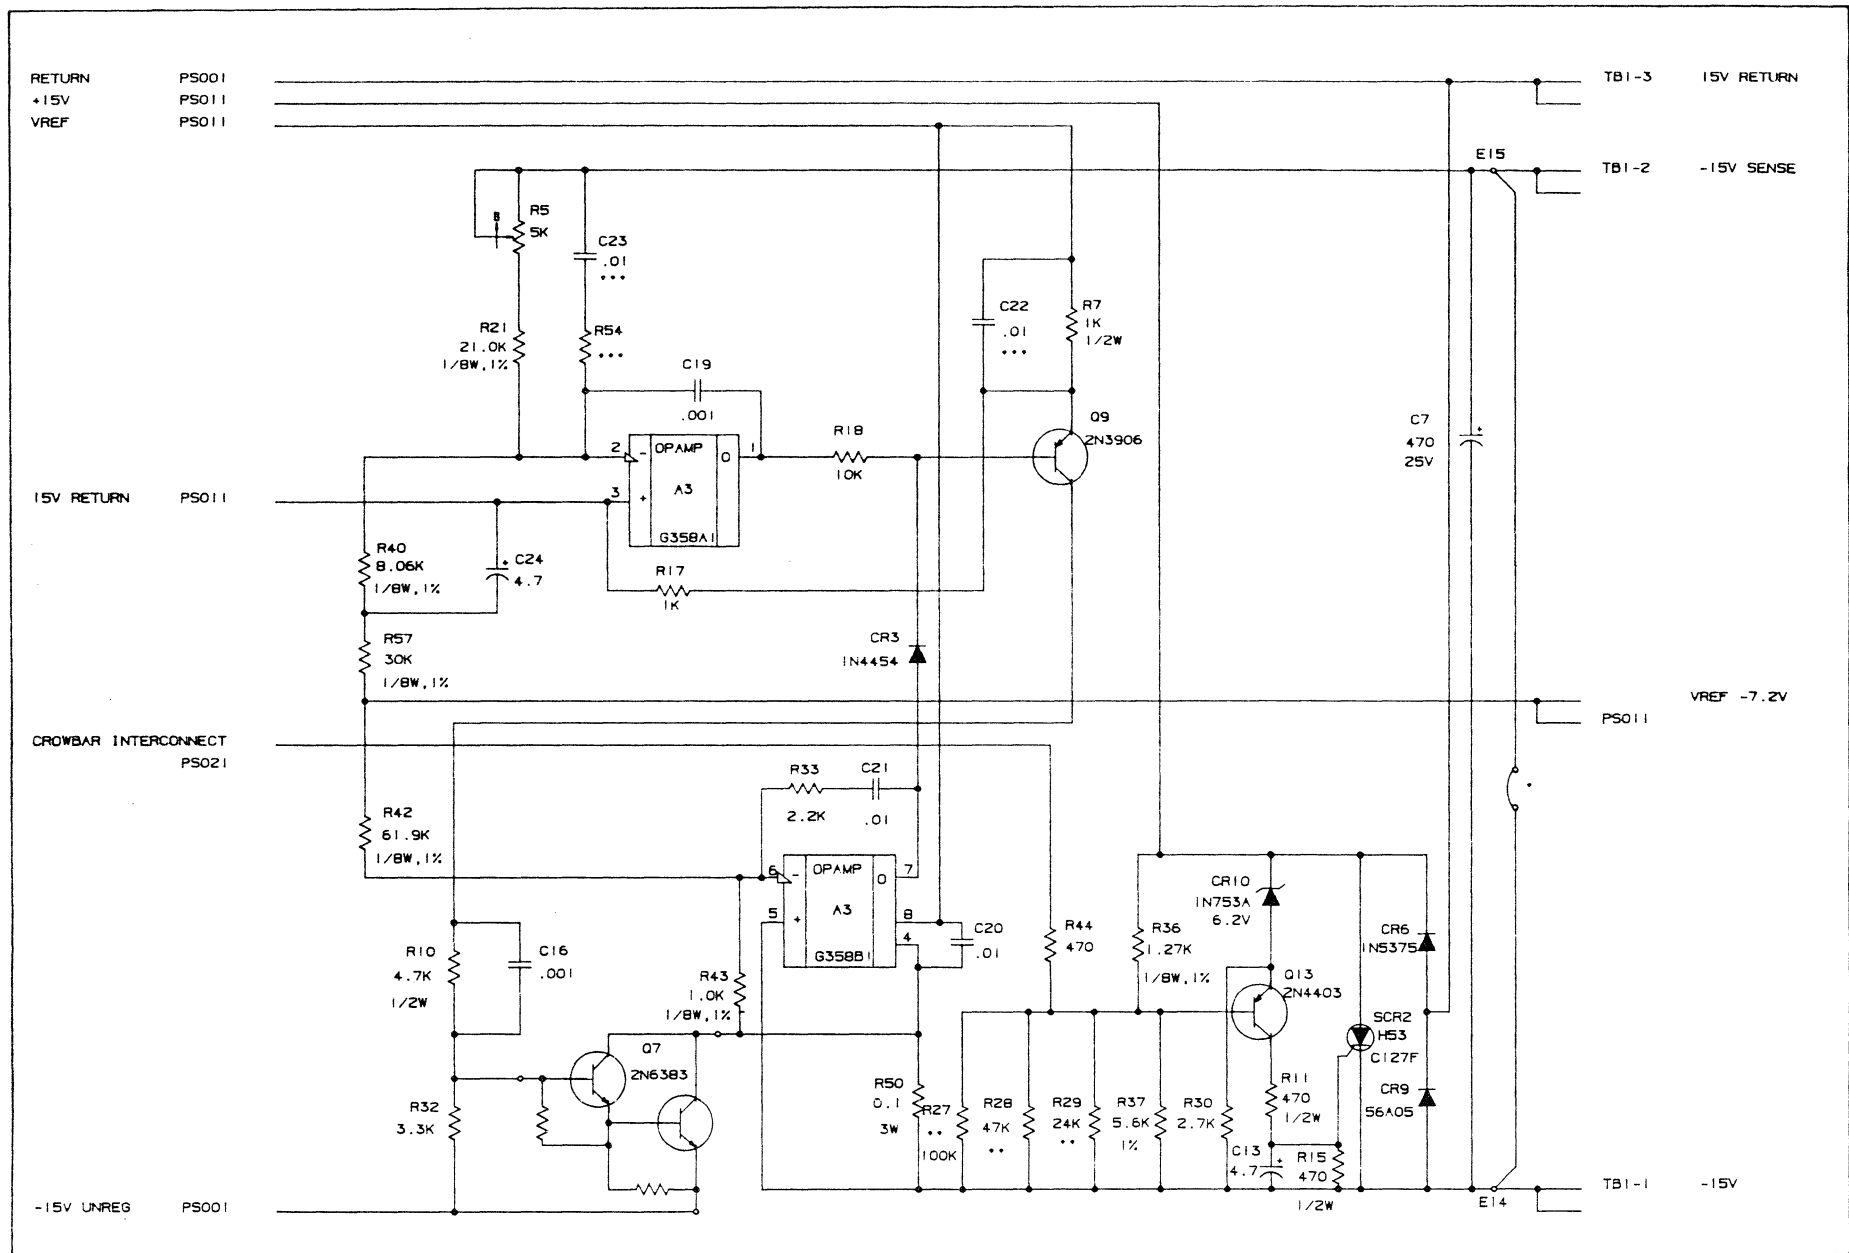 RETURN PS001
+15V PS011
VREF PS011
TB1-3 15V RETURN
E15
TB1-2 -15V SENSE
R5
5K
C23
.01
•••
C22
.01
•••
R7
1K
1/2W
R21
21.0K
1/8W,1%
R54
•••
C19
.001
Q9
2N3906
C7
470
25V
+
R18
10K
2 - OPAMP O 1
3 + A3
G358A1
15V RETURN PS011
R40
8.06K
1/8W,1%
+ C24
4.7
R17
1K
R57
30K
1/8W,1%
CR3
1N4454
VREF -7.2V
PS011
CROWBAR INTERCONNECT
PS021
R33
2.2K
C21
.01
*
R42
61.9K
1/8W,1%
6 - OPAMP O 7
5 + A3 8
4
G358B1
C20
.01
R44
470
R36
1.27K
1/8W,1%
CR10
1N753A
6.2V
CR6
1N5375
R10
4.7K
1/2W
C16
.001
R43
1.0K
1/8W,1%
Q13
2N4403
SCR2
H53
C127F
Q7
2N6383
R32
3.3K
R50
0.1
3W
R27
••
100K
R28
47K
••
R29
24K
••
R37
5.6K
1%
R30
2.7K
R11
470
1/2W
CR9
56A05
C13
4.7
+
R15
470
1/2W
E14
TB1-1 -15V
-15V UNREG PS001